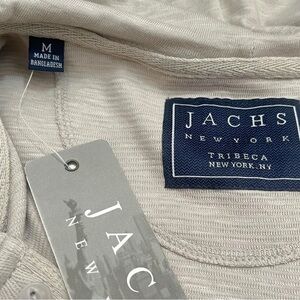 M
MADE IN
BANGLADESH
JACHS
NEW YORK
TRIBECA
NEW YORK. NY
JAC
NEW